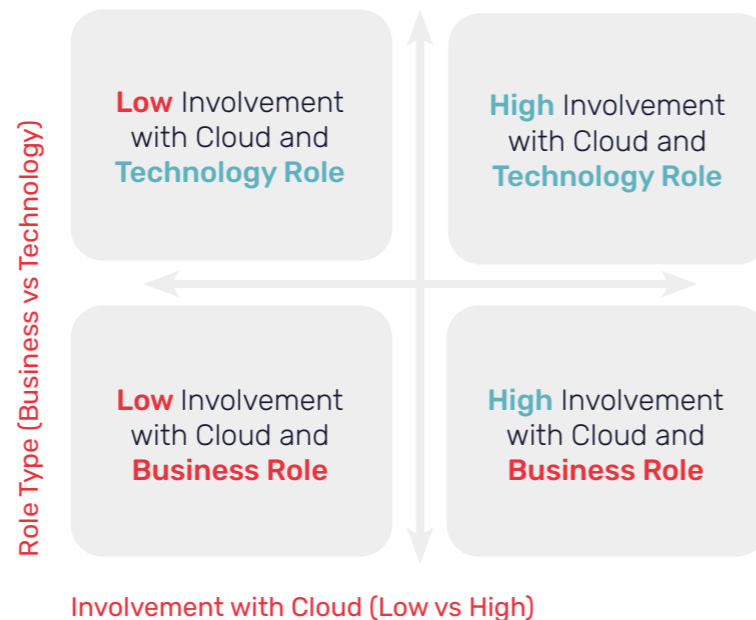 Low Involvement
with Cloud and
Technology Role
High Involvement
with Cloud and
Technology Role
Role Type (Business vs Technology)
Low Involvement
with Cloud and
Business Role
High Involvement
with Cloud and
Business Role
Involvement with Cloud (Low vs High)